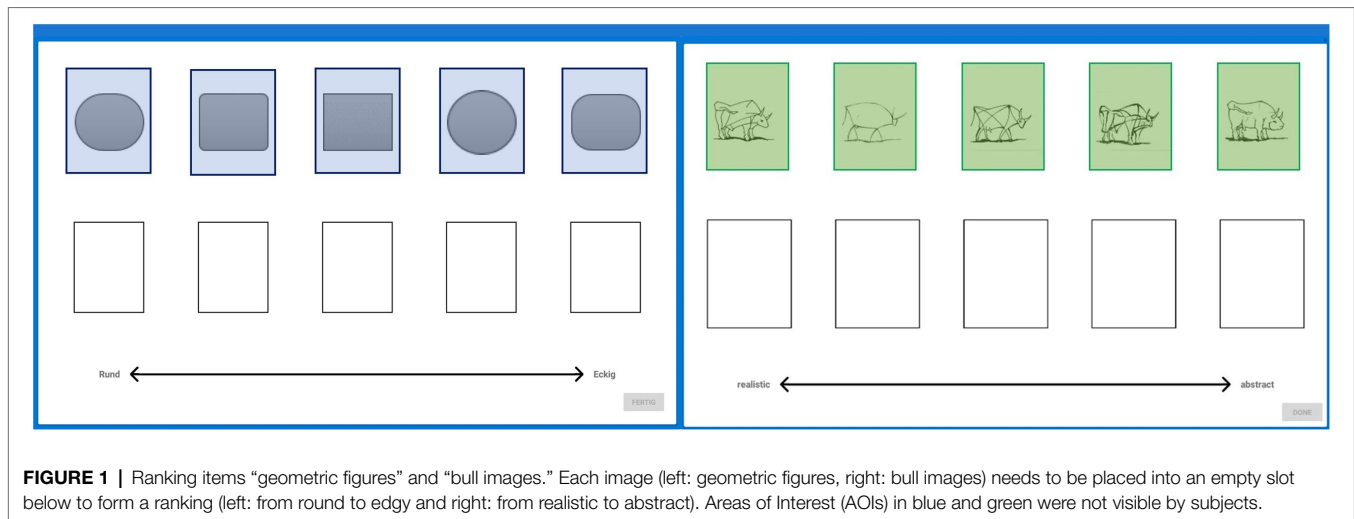 Rund
Eckig
FERTIG
realistic
abstract
DONE
FIGURE 1 | Ranking items “geometric figures” and “bull images.” Each image (left: geometric figures, right: bull images) needs to be placed into an empty slot
below to form a ranking (left: from round to edgy and right: from realistic to abstract). Areas of Interest (AOIs) in blue and green were not visible by subjects.